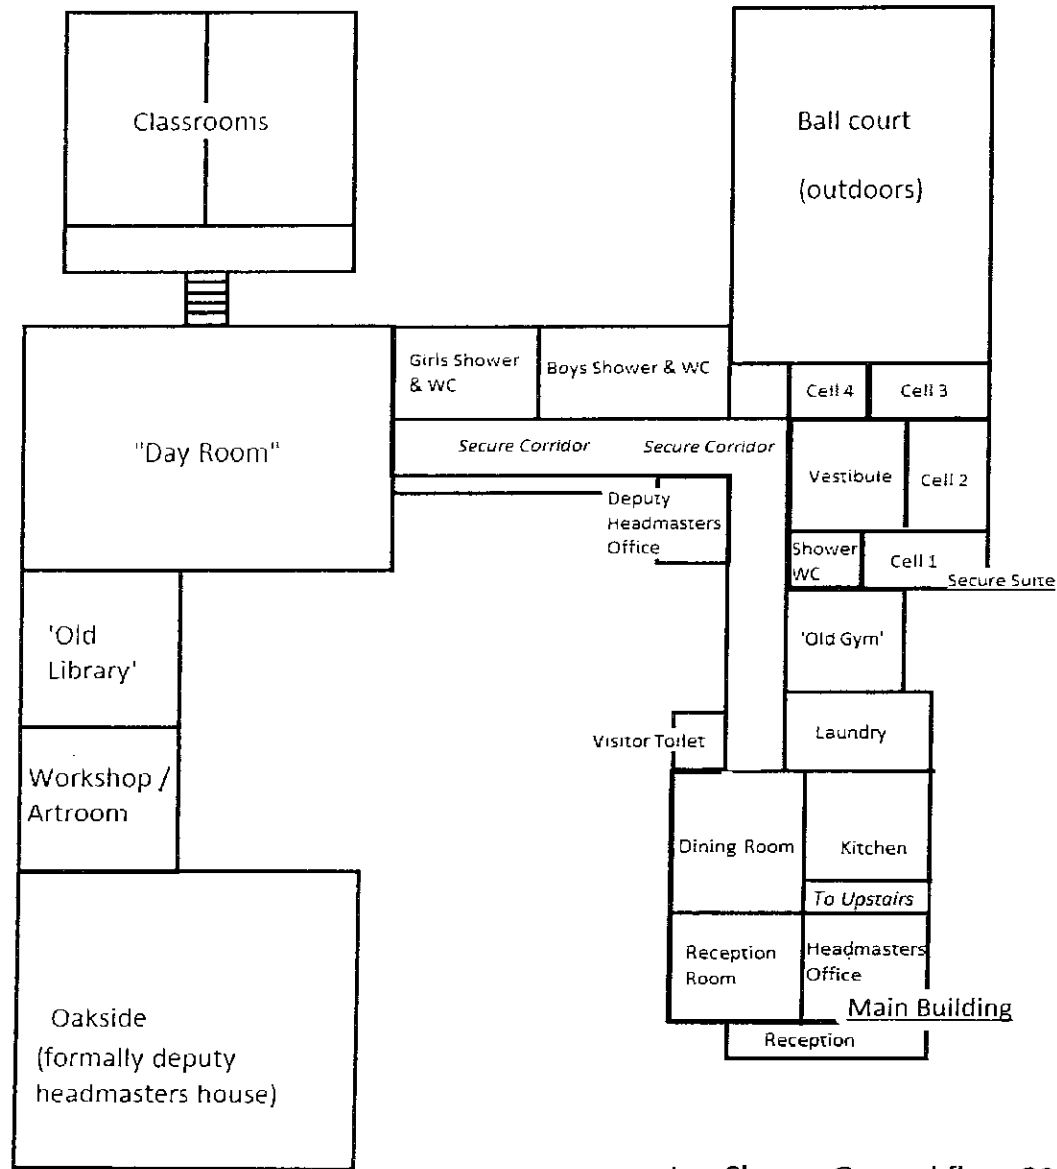 Classrooms
Ball court
(outdoors)
Girls Shower
& WC
Boys Shower & WC
Cell 4
Cell 3
"Day Room"
Secure Corridor
Secure Corridor
Vestibule
Cell 2
Deputy
Headmasters
Office
Shower
WC
Cell 1
Secure Suite
'Old
Library'
'Old Gym'
Visitor Toilet
Laundry
Workshop /
Artroom
Dining Room
Kitchen
To Upstairs
Reception
Room
Headmasters
Office
Main Building
Reception
Oakside
(formally deputy
headmasters house)